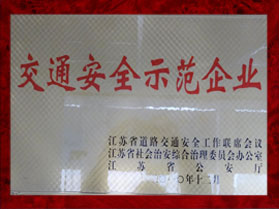 交通安全示范企业
江苏省道路交通安全工作联席会议
江苏省社会治安综合治理委员会办公室
江苏省公安厅
〇年十二月